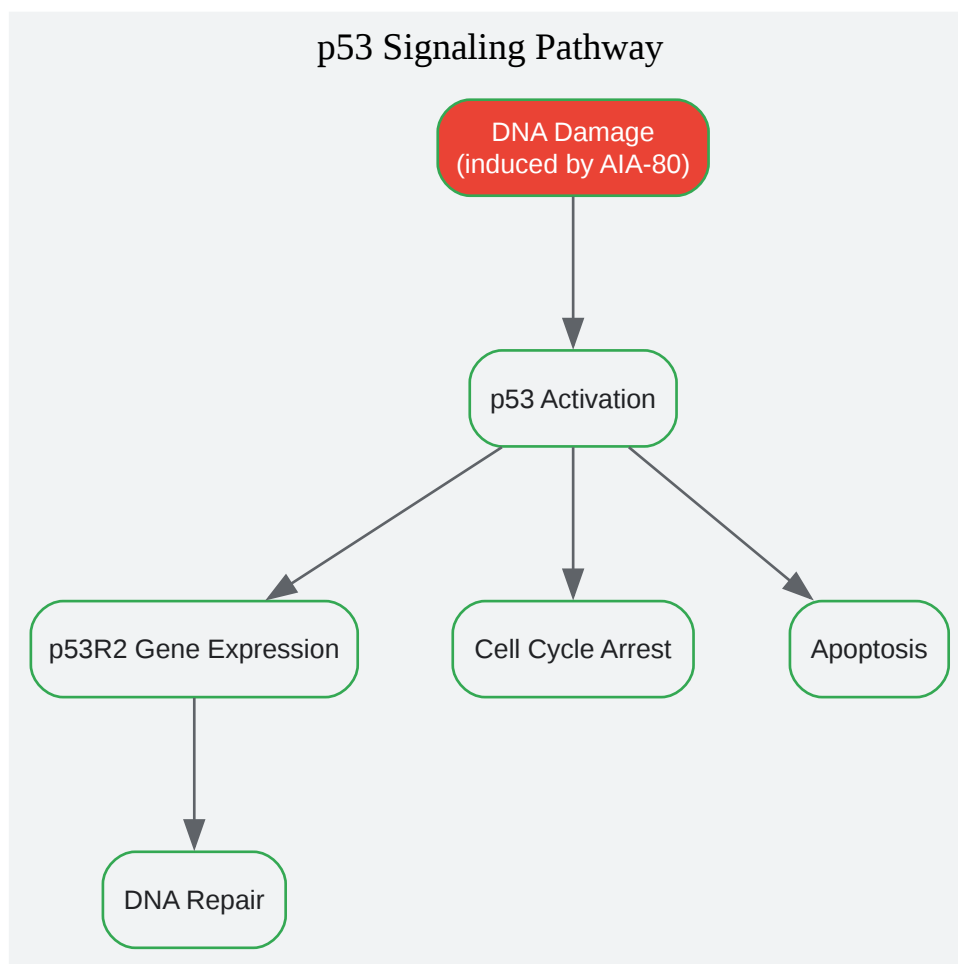 p53 Signaling Pathway
DNA Damage
(induced by AIA-80)
p53 Activation
p53R2 Gene Expression
Cell Cycle Arrest
Apoptosis
DNA Repair